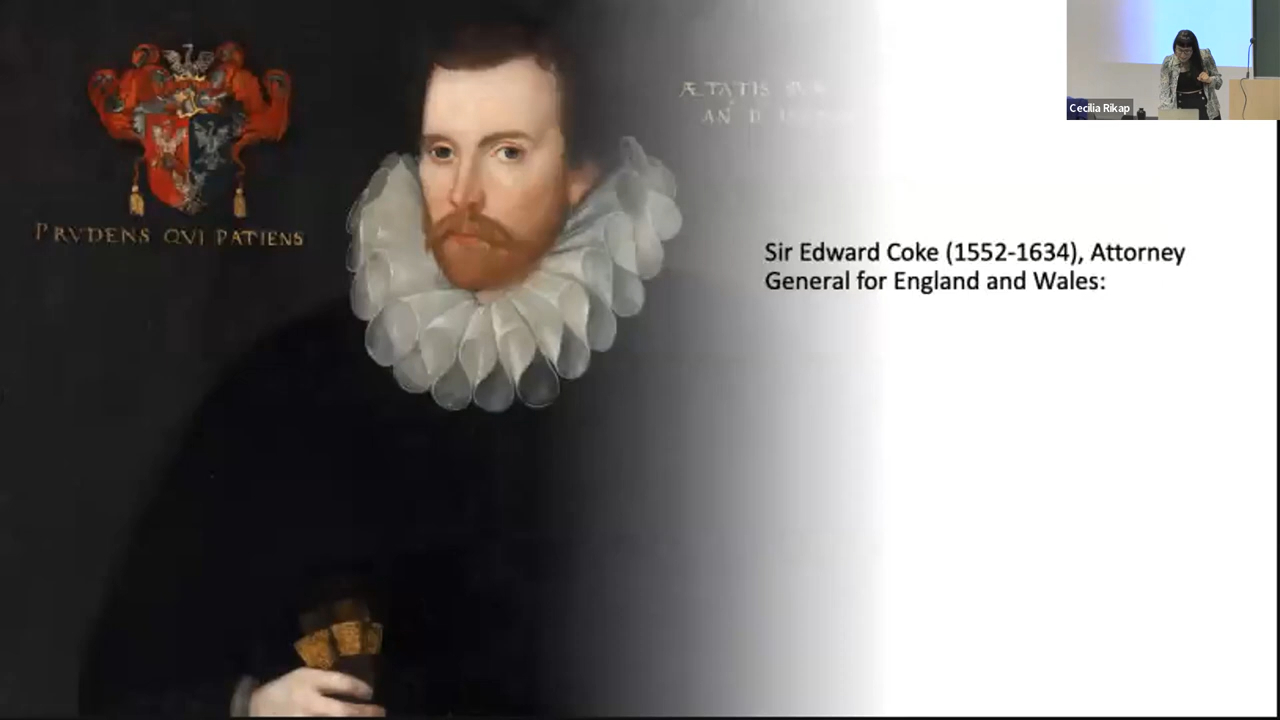 PRVDENS QVI PATIENS
ÆTATIS
AN D
Cecilia Rikap
Sir Edward Coke (1552-1634), Attorney
General for England and Wales: